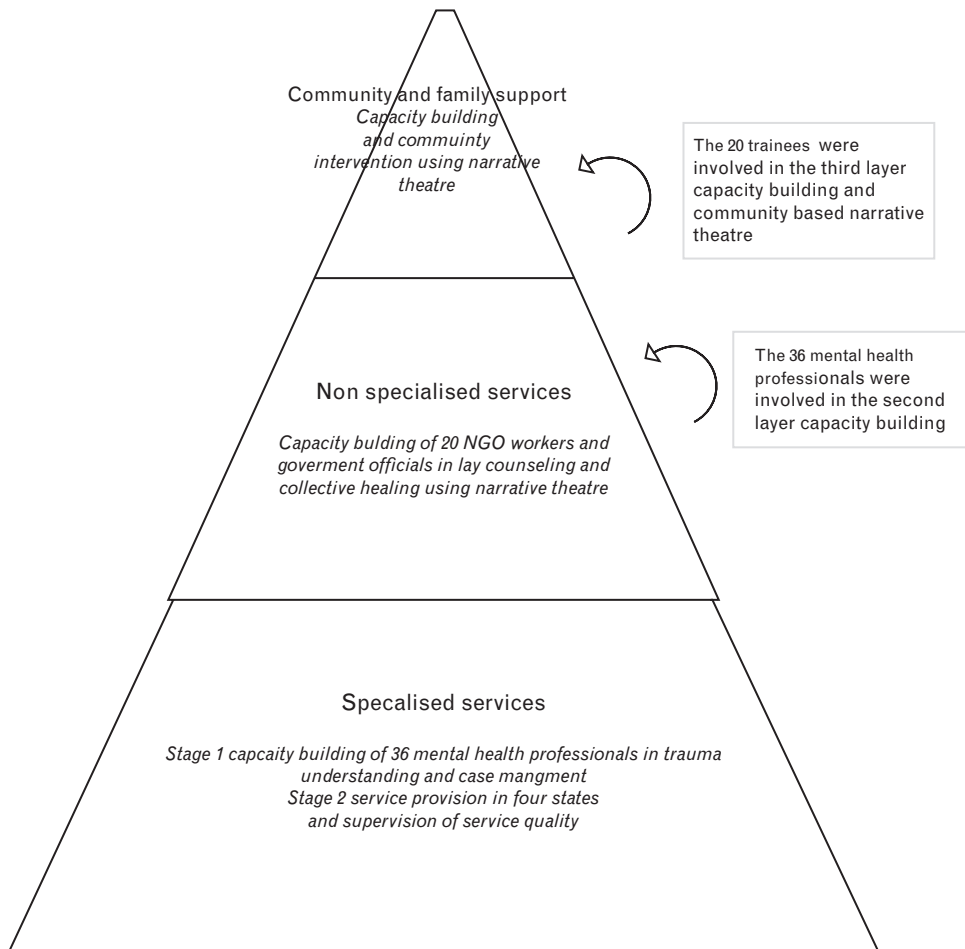 Community and family support
Capacity building
and commuinty
intervention using narrative
theatre
The 20 trainees were
involved in the third layer
capacity building and
community based narrative
theatre
Non specialised services
Capacity bulding of 20 NGO workers and
goverment officials in lay counseling and
collective healing using narrative theatre
The 36 mental health
professionals were
involved in the second
layer capacity building
Specalised services
Stage 1 capcaity building of 36 mental health professionals in trauma
understanding and case mangment
Stage 2 service provision in four states
and supervision of service quality